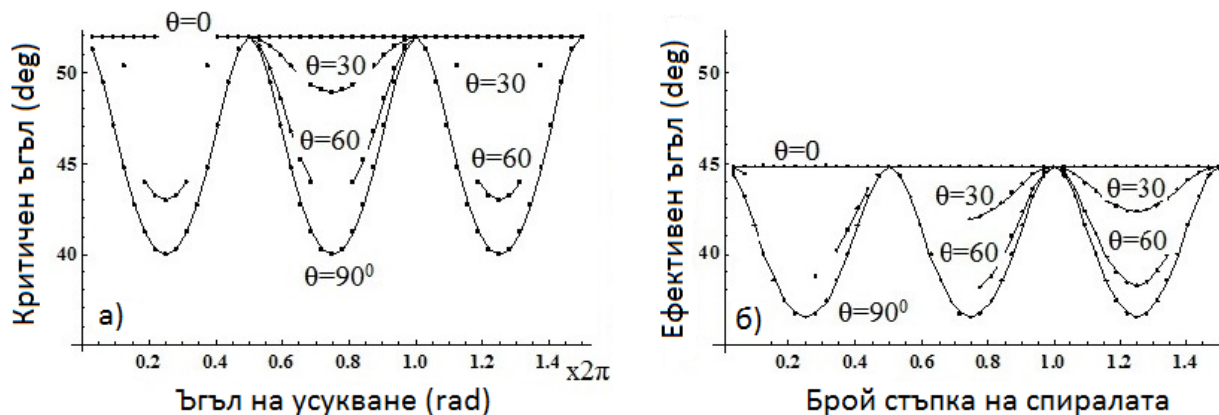 Критичен ъгъл (deg)
50
45
40
θ=0
θ=30
θ=30
θ=60
θ=60
θ=90⁰
а)
0.2 0.4 0.6 0.8 1.0 1.2 1.4
x2π
Ъгъл на усукване (rad)
Ефективен ъгъл (deg)
50
45
40
θ=0
θ=30
θ=30
θ=60
θ=60
θ=90⁰
б)
0.2 0.4 0.6 0.8 1.0 1.2 1.4
Брой стъпка на спиралата